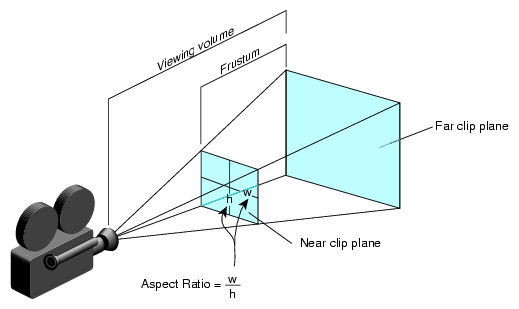 Viewing volume
Frustum
Far clip plane
w
h
Near clip plane
Aspect Ratio = w
h